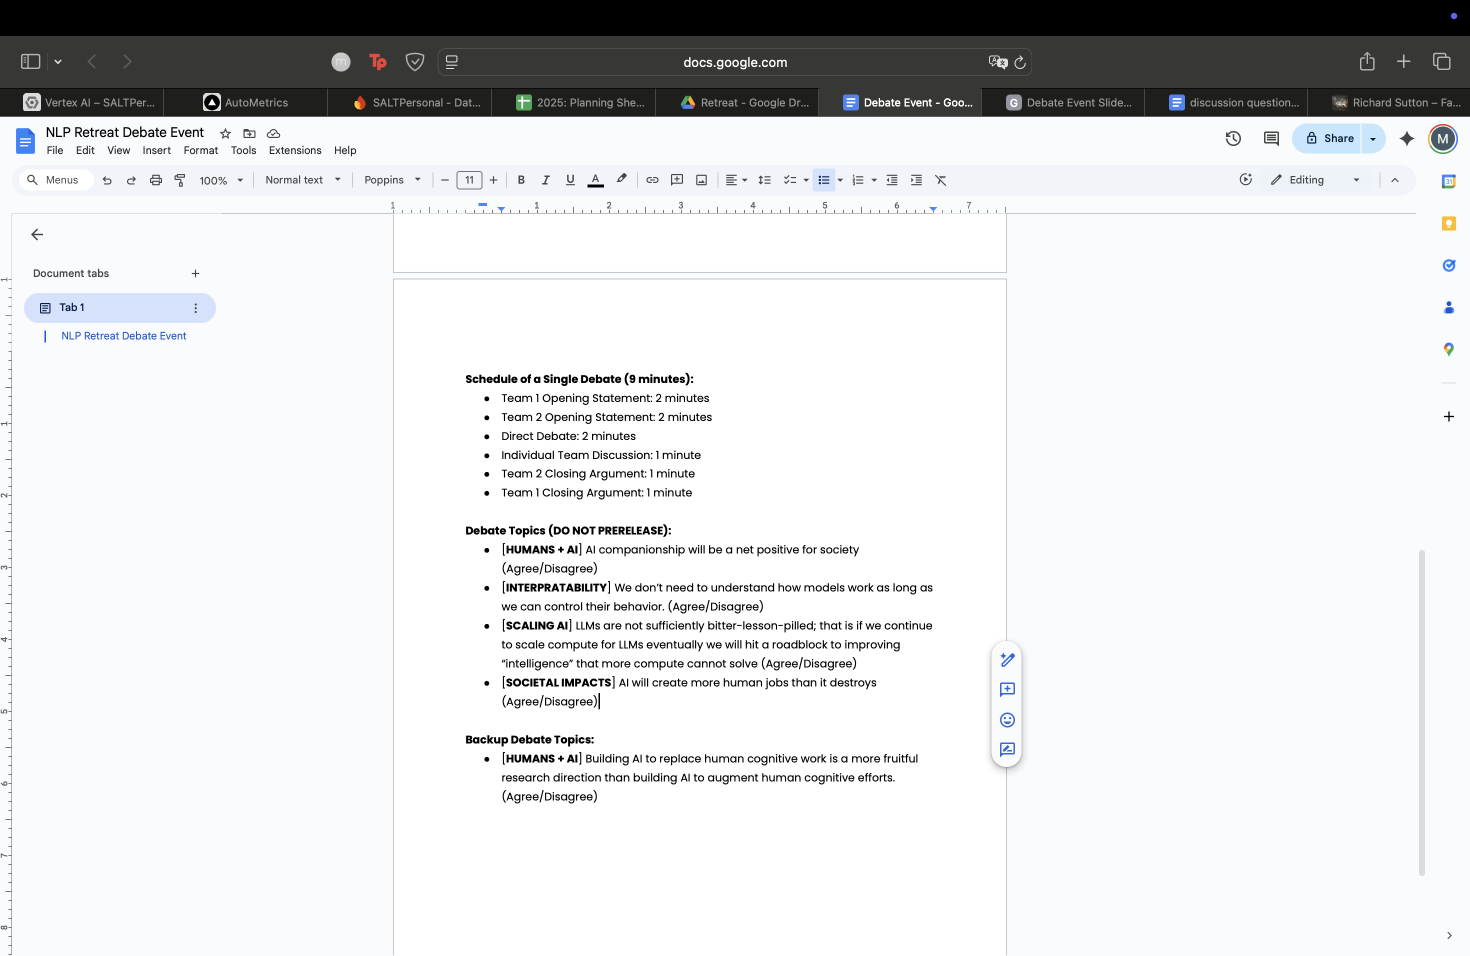 docs.google.com
Vertex AI – SALTPer...
AutoMetrics
SALTPersonal - Dat...
2025: Planning She...
Retreat - Google Dr...
Debate Event - Goo...
G
Debate Event Slide...
discussion question...
Richard Sutton – Fa...
NLP Retreat Debate Event
File Edit View Insert Format Tools Extensions Help
Share
M
Menus
100%
Normal text
Poppins
11
B I U A
Editing
1 1 2 3 4 5 6 7
Document tabs
Tab 1
NLP Retreat Debate Event
Schedule of a Single Debate (9 minutes):
● Team 1 Opening Statement: 2 minutes
● Team 2 Opening Statement: 2 minutes
● Direct Debate: 2 minutes
● Individual Team Discussion: 1 minute
● Team 2 Closing Argument: 1 minute
● Team 1 Closing Argument: 1 minute
Debate Topics (DO NOT PRERELEASE):
● [HUMANS + AI] AI companionship will be a net positive for society
(Agree/Disagree)
● [INTERPRATABILITY] We don't need to understand how models work as long as
we can control their behavior. (Agree/Disagree)
● [SCALING AI] LLMs are not sufficiently bitter-lesson-pilled; that is if we continue
to scale compute for LLMs eventually we will hit a roadblock to improving
“intelligence” that more compute cannot solve (Agree/Disagree)
● [SOCIETAL IMPACTS] AI will create more human jobs than it destroys
(Agree/Disagree)
Backup Debate Topics:
● [HUMANS + AI] Building AI to replace human cognitive work is a more fruitful
research direction than building AI to augment human cognitive efforts.
(Agree/Disagree)